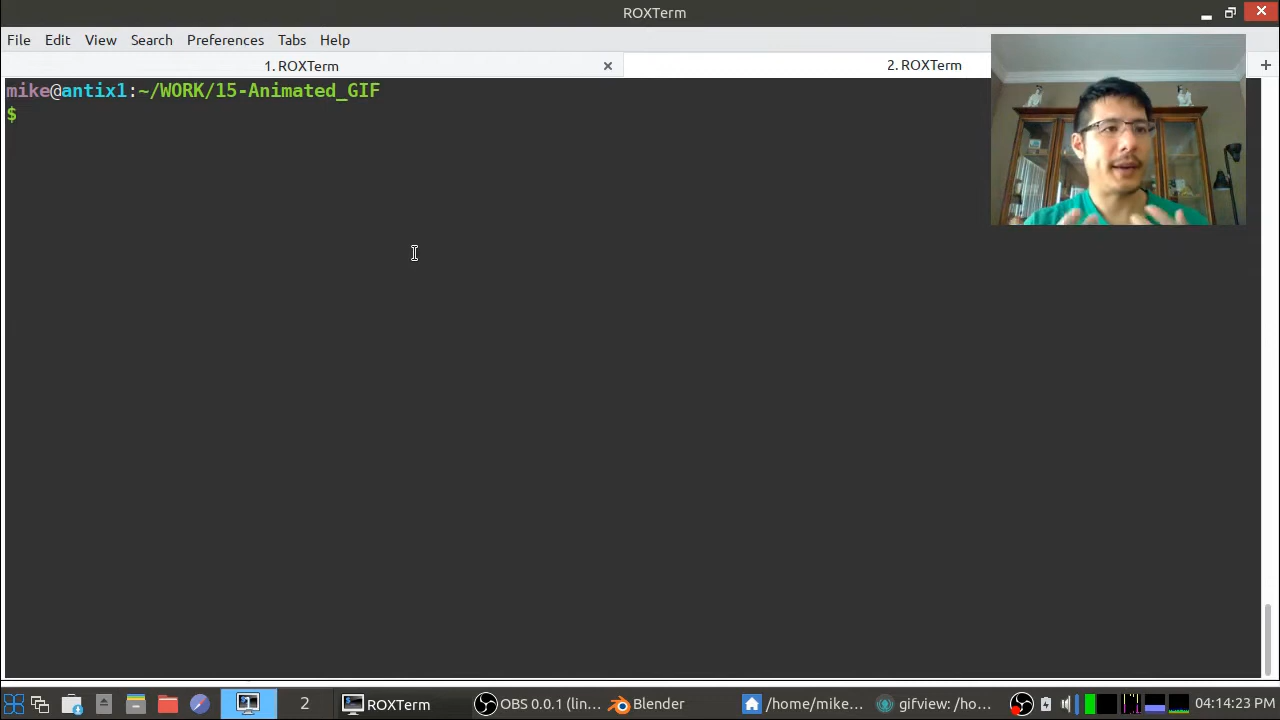 ROXTerm
File Edit View Search Preferences Tabs Help
1. ROXTerm 2. ROXTerm
mike@antix1:~/WORK/15-Animated_GIF
$
2 ROXTerm OBS 0.0.1 (lin... Blender /home/mike... gifview: /ho... 04:14:23 PM